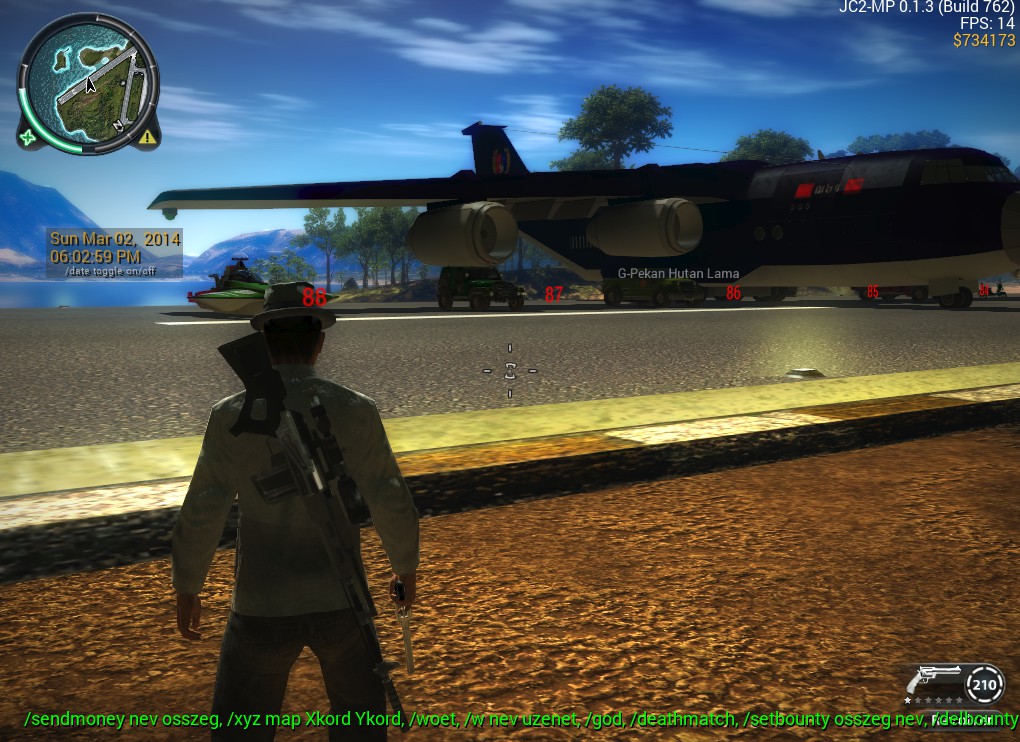 JC2-MP 0.1.3 (Build 762)
FPS: 14
$734173
Sun Mar 02, 2014
06:02:59 PM
/date toggle on/off
G-Pekan Hutan Lama
88
87
86
85
210
/sendmoney nev osszeg, /xyz map Xkord Ykord, /woet, /w nev uzenet, /god, /deathmatch, /setbounty osszeg nev, /delbounty